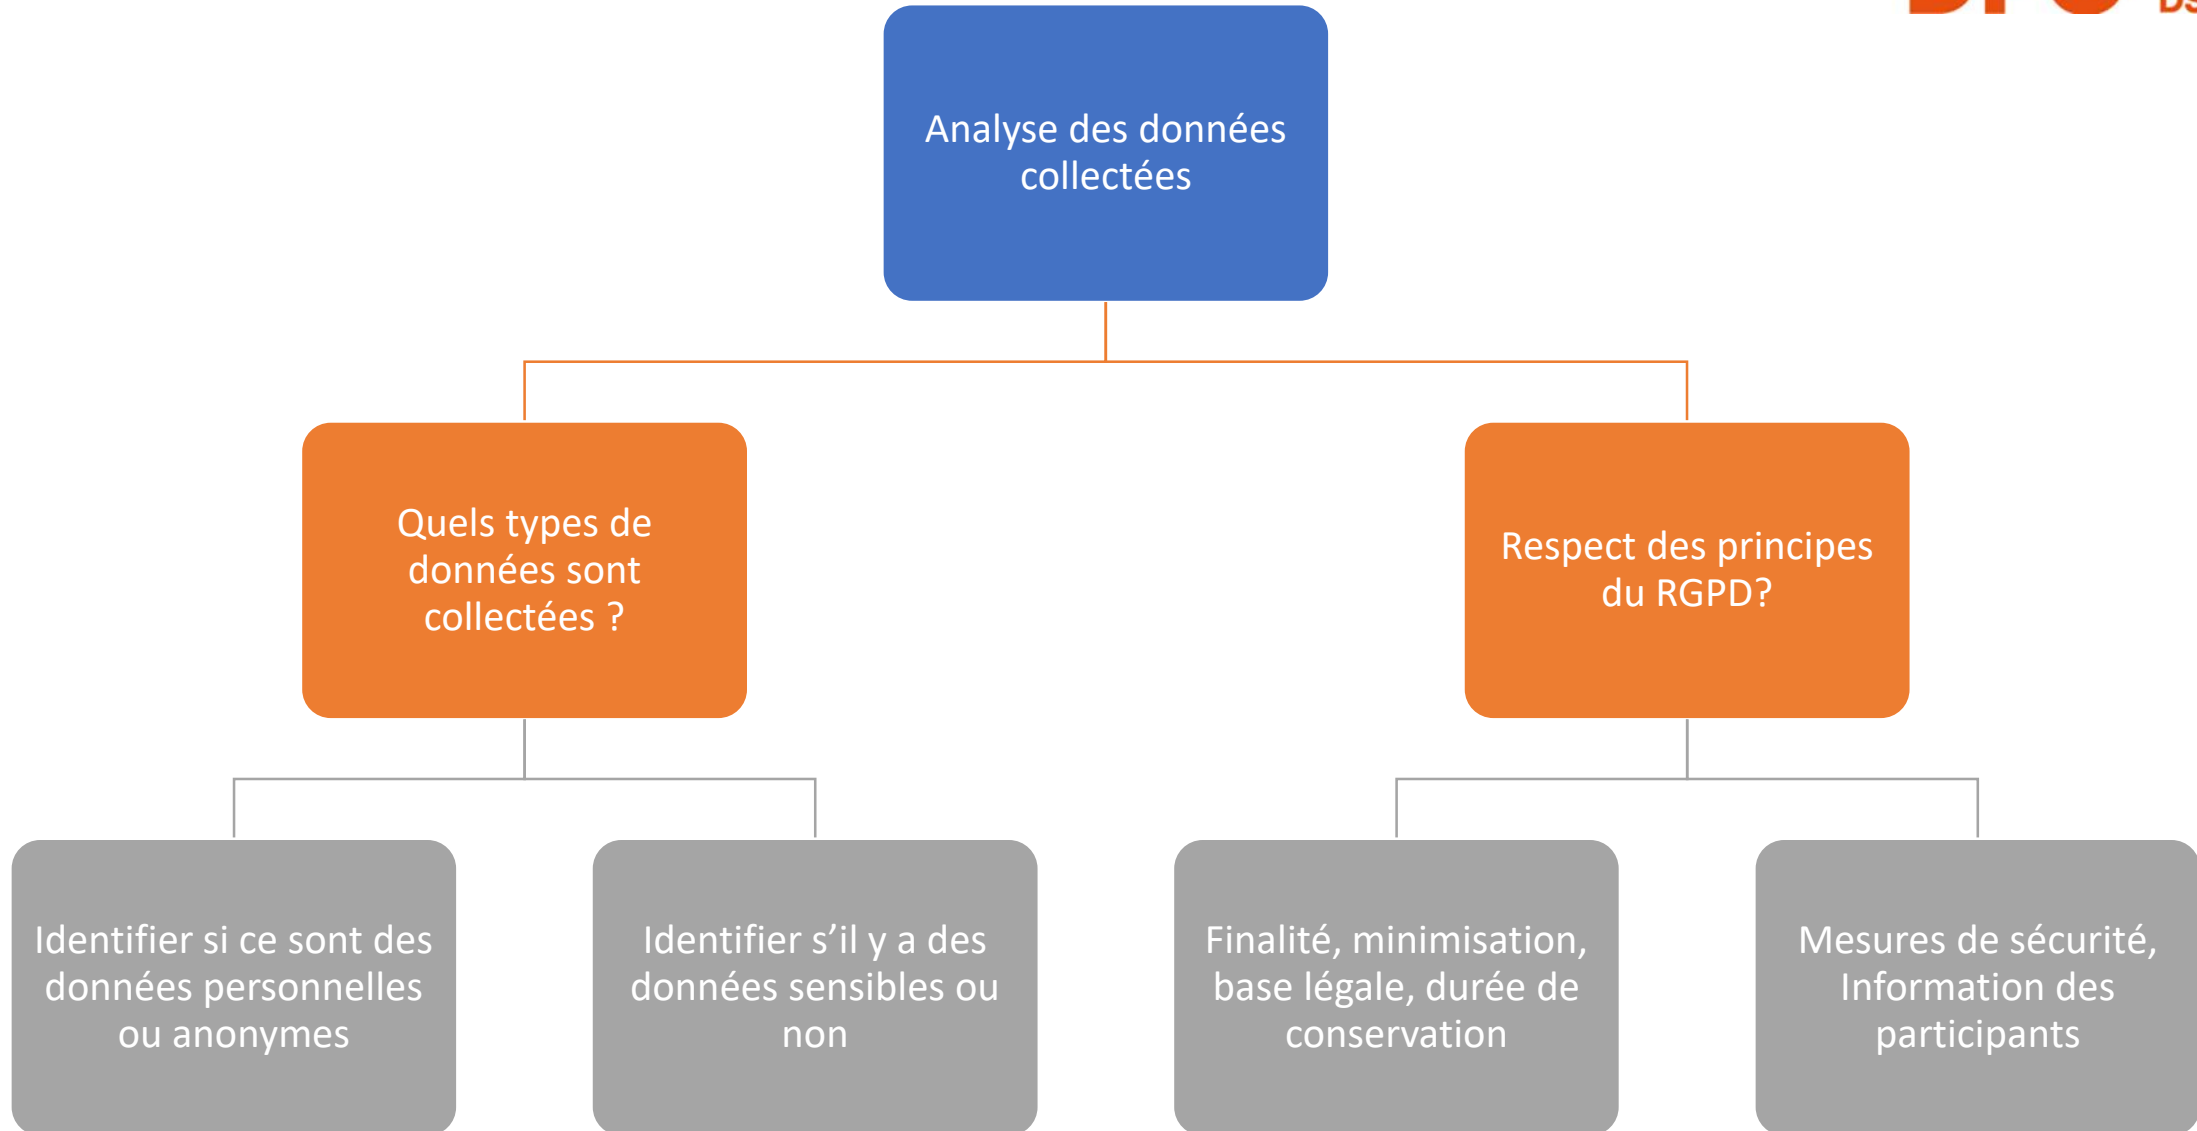 Analyse des données
collectées
Quels types de
données sont
collectées ?
Respect des principes
du RGPD?
Identifier si ce sont des
données personnelles
ou anonymes
Identifier s’il y a des
données sensibles ou
non
Finalité, minimisation,
base légale, durée de
conservation
Mesures de sécurité,
Information des
participants